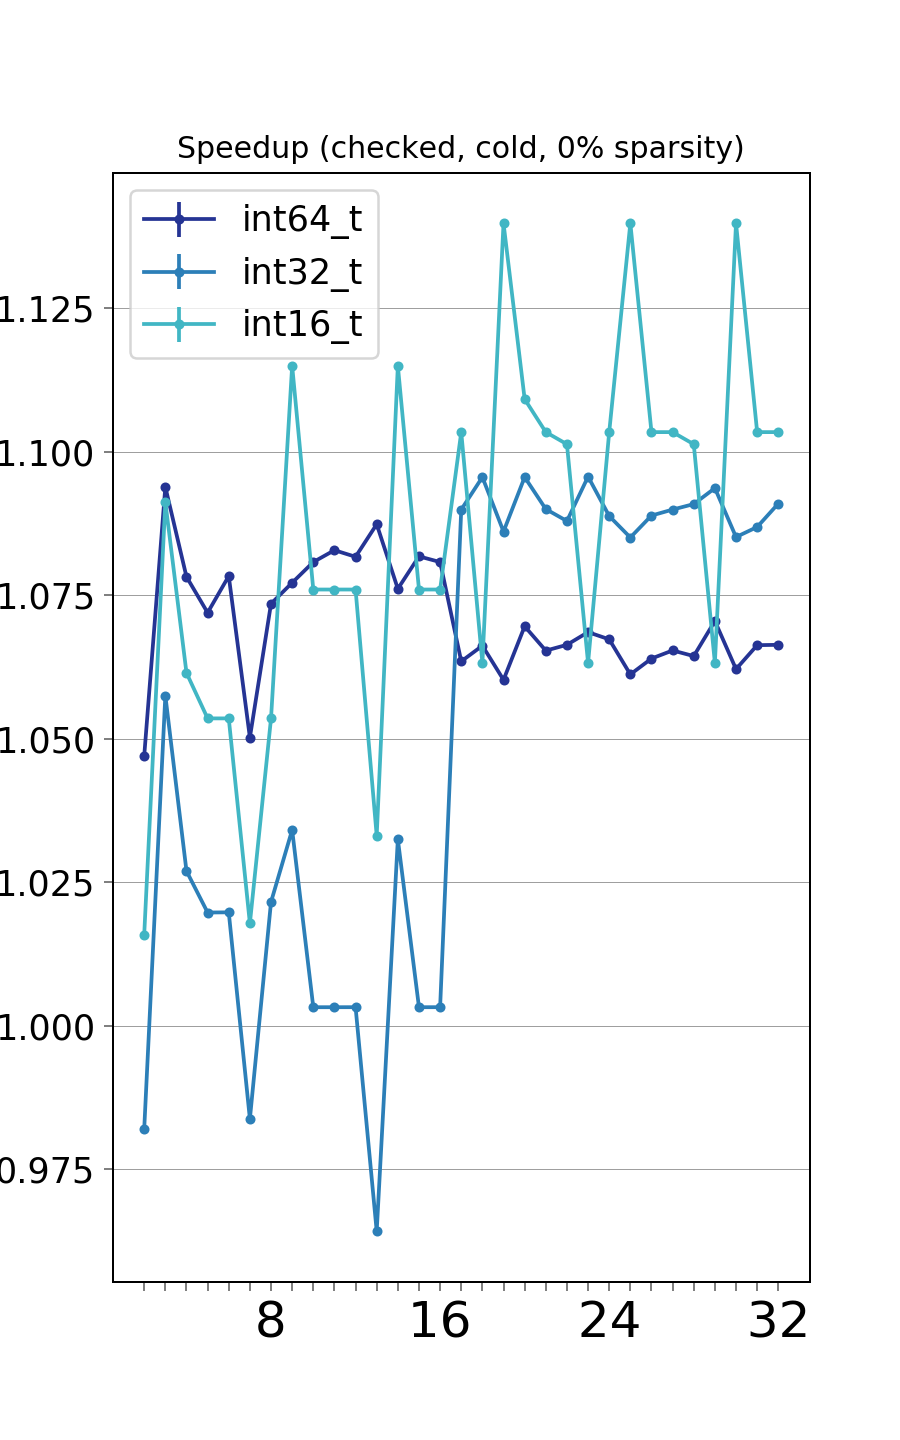 Speedup (checked, cold, 0% sparsity)
int64_t
int32_t
int16_t
1.125
1.100
1.075
1.050
1.025
1.000
0.975
8 16 24 32